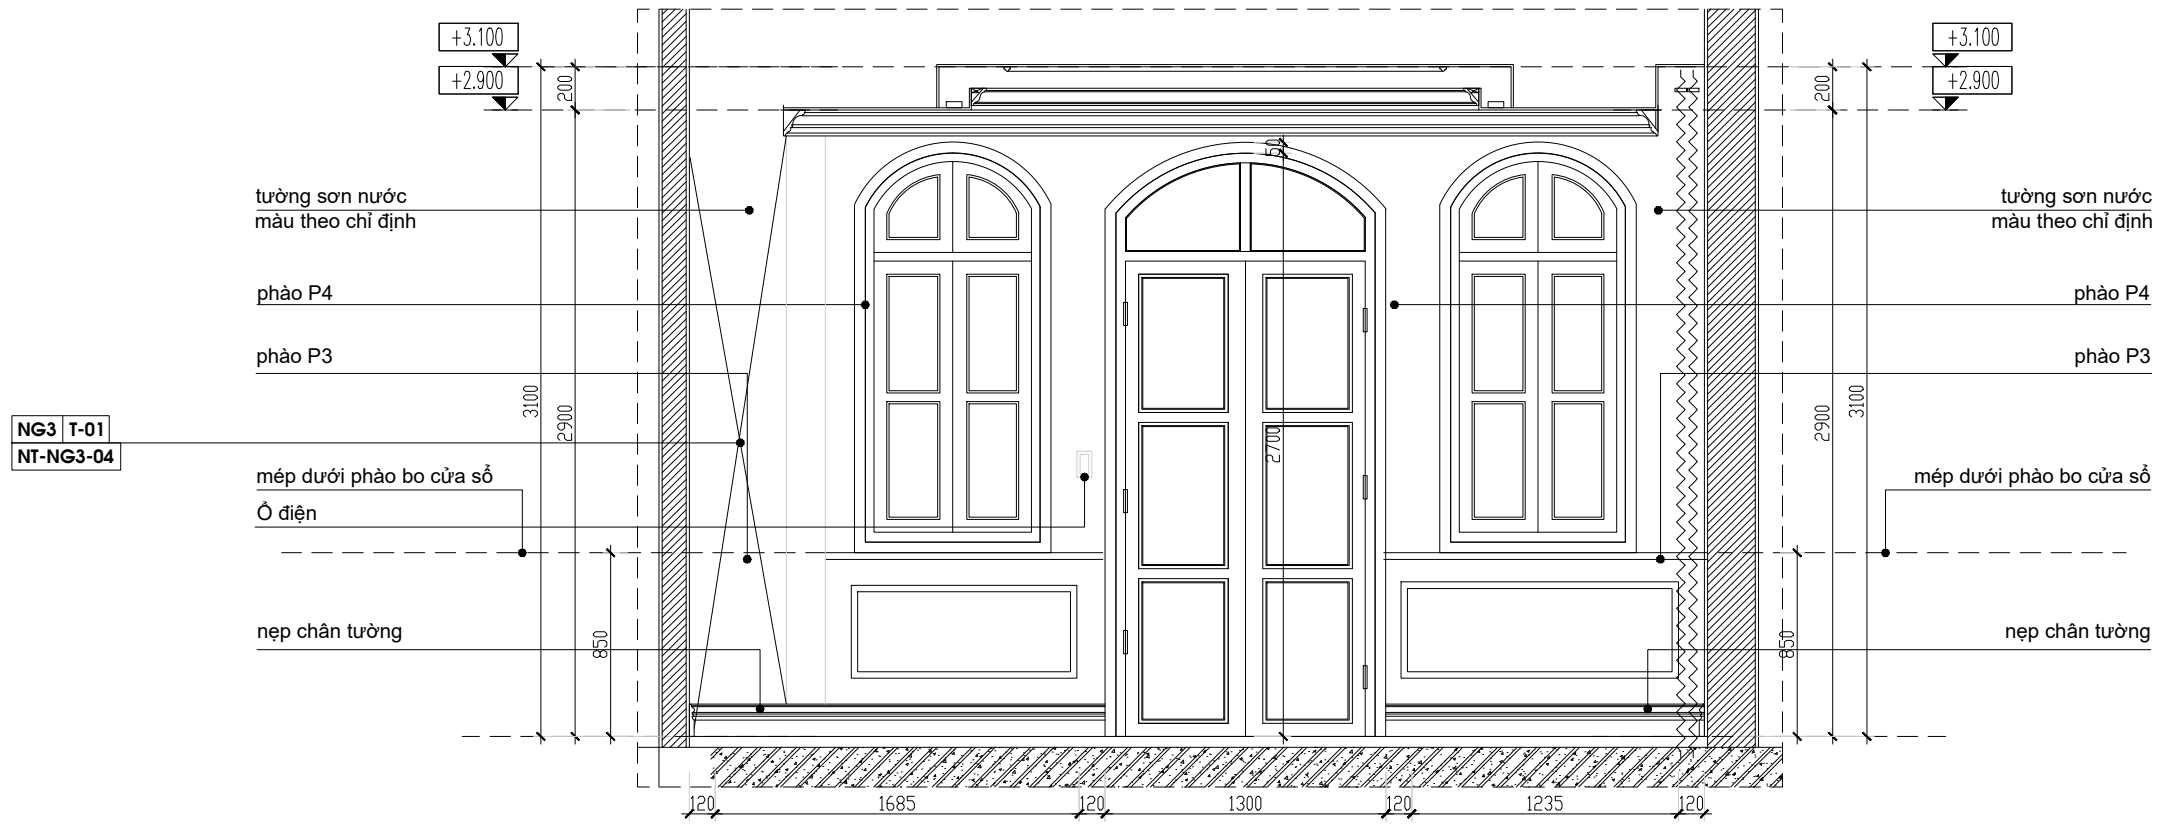 +3.100
+2.900
200
+3.100
+2.900
200
50
tường sơn nước
màu theo chỉ định
tường sơn nước
màu theo chỉ định
phào P4
phào P4
phào P3
phào P3
3100
2900
2900
3100
NG3 T-01
NT-NG3-04
2700
mép dưới phào bo cửa sổ
mép dưới phào bo cửa sổ
Ổ điện
nẹp chân tường
nẹp chân tường
850
850
120 1685 120 1300 120 1235 120